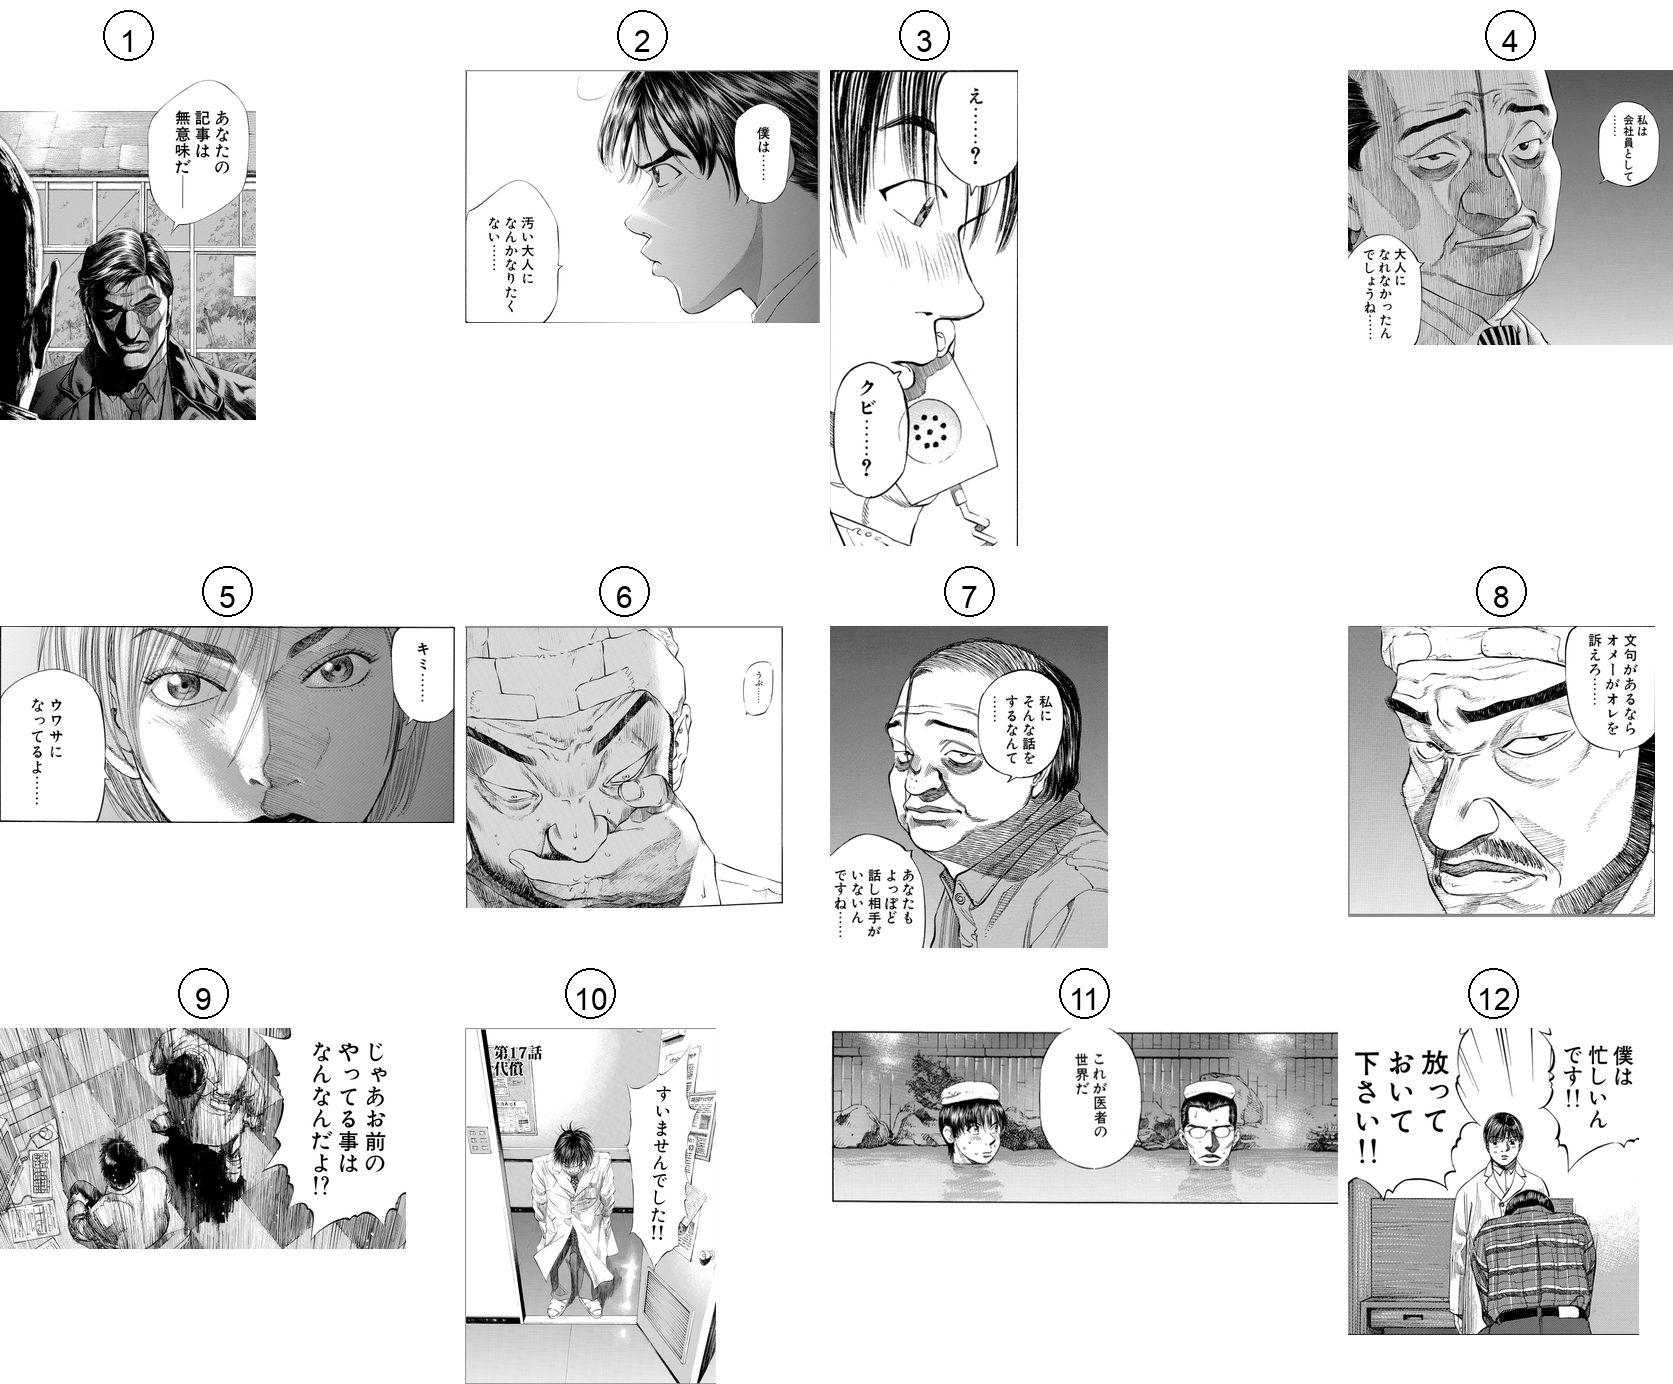 1
あなたの
記事は
無意味だ――
2
僕は……
汚い大人に
なんかなりたく
ない……
3
え………?
クビ………?
4
私は
会社員として
……
大人に
なれなかったん
でしょうね……
5
キミ……
ウワサに
なってるよ……
6
うぷ……
7
私に
そんな話を
するなんて
……
あなたも
よっぽど
話し相手が
いないん
ですね……
8
文句があるなら
オメーがオレを
訴えろ……
9
じゃあお前の
やってる事は
なんなんだよ!?
10
第17話
代償
すいませんでした!!
11
これが医者の
世界だ
12
僕は
忙しいん
です!!
放って
おいて
下さい!!